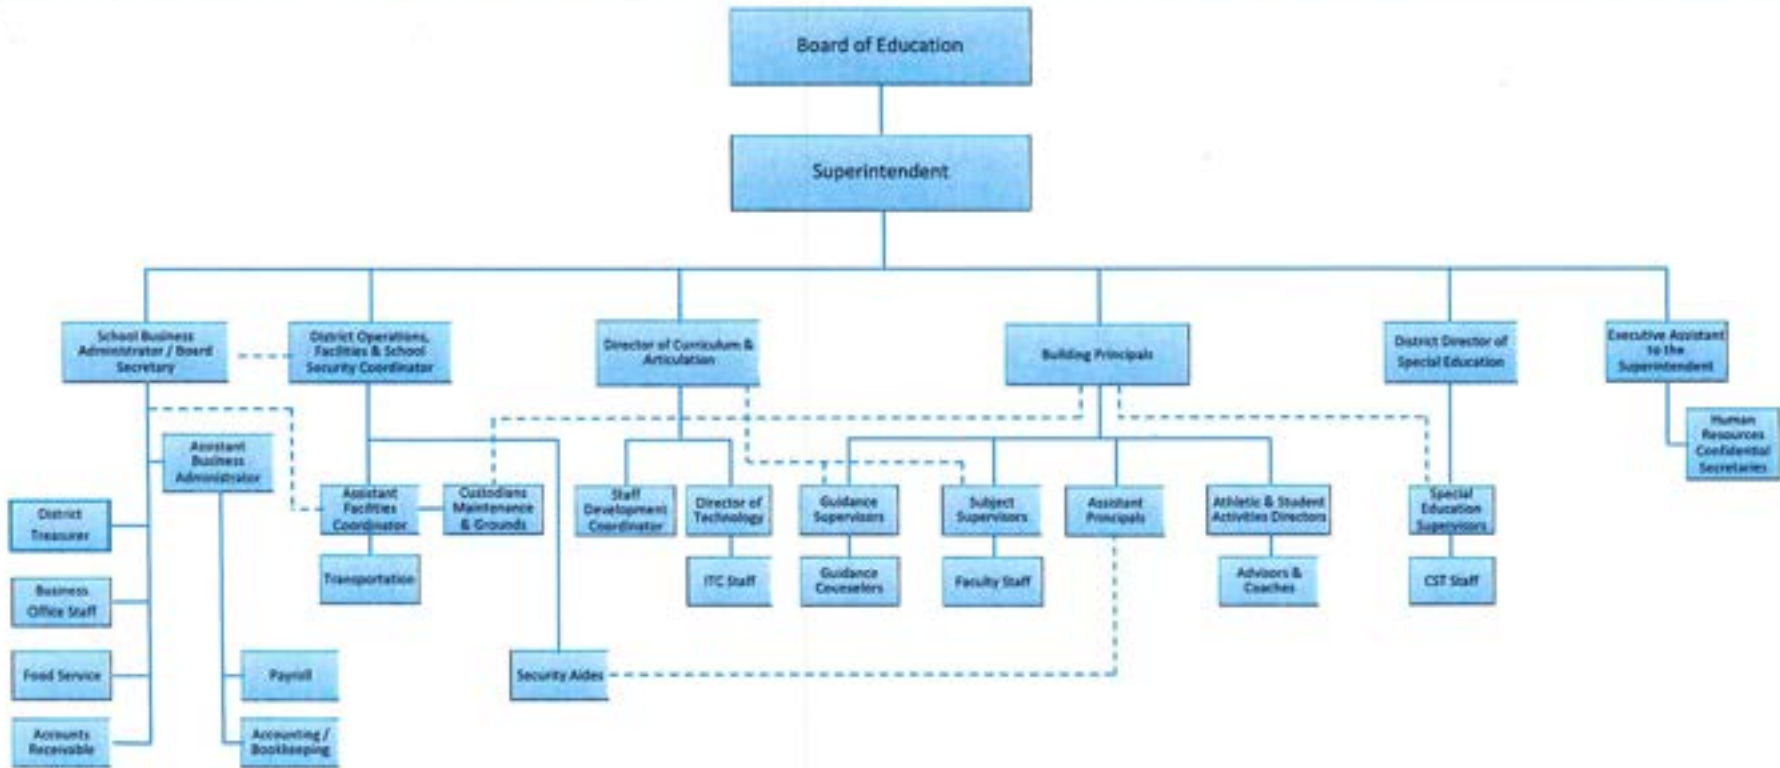 Board of Education
Superintendent
School Business
Administrator / Board
Secretary
District Operations,
Facilities & School
Security Coordinator
Director of Curriculum &
Articulation
Building Principals
District Director of
Special Education
Executive Assistant
to the
Superintendent
Human
Resources
Confidential
Secretaries
Assistant
Business
Administrator
District
Treasurer
Assistant
Facilities
Coordinator
Custodians
Maintenance
& Grounds
Staff
Development
Coordinator
Director of
Technology
Guidance
Supervisors
Subject
Supervisors
Assistant
Principals
Athletic & Student
Activities Directors
Special
Education
Supervisors
Business
Office Staff
Transportation
ITC Staff
Guidance
Counselors
Faculty Staff
Advisors &
Coaches
CST Staff
Food Service
Payroll
Security Aides
Accounts
Receivable
Accounting /
Bookkeeping